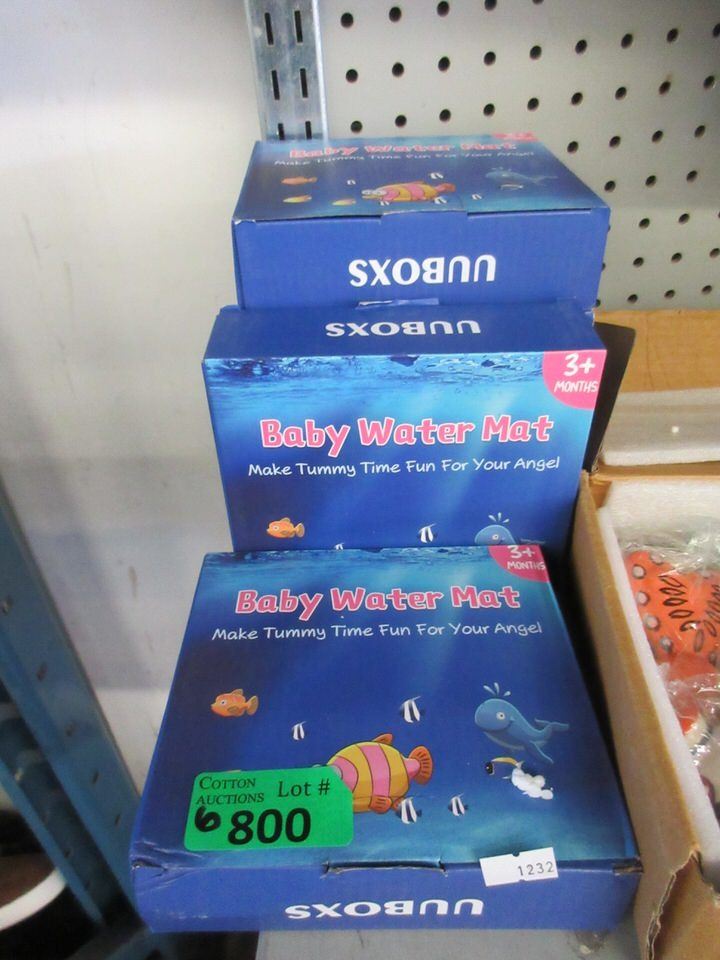 Baby Water Mat
Make Tummy Time Fun For Your Angel
UUBOXS
UUBOXS
3+
MONTHS
Baby Water Mat
Make Tummy Time Fun For Your Angel
3+
MONTHS
Baby Water Mat
Make Tummy Time Fun For Your Angel
COTTON
AUCTIONS
Lot #
6 800
1232
UUBOXS